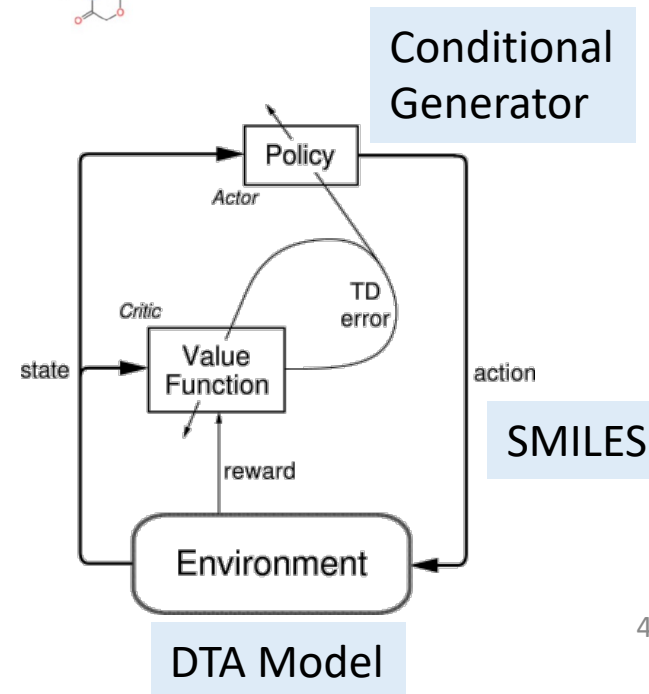 O
O
Conditional
Generator
Policy
Actor
TD
error
Critic
Value
Function
state
action
SMILES
reward
Environment
4
DTA Model